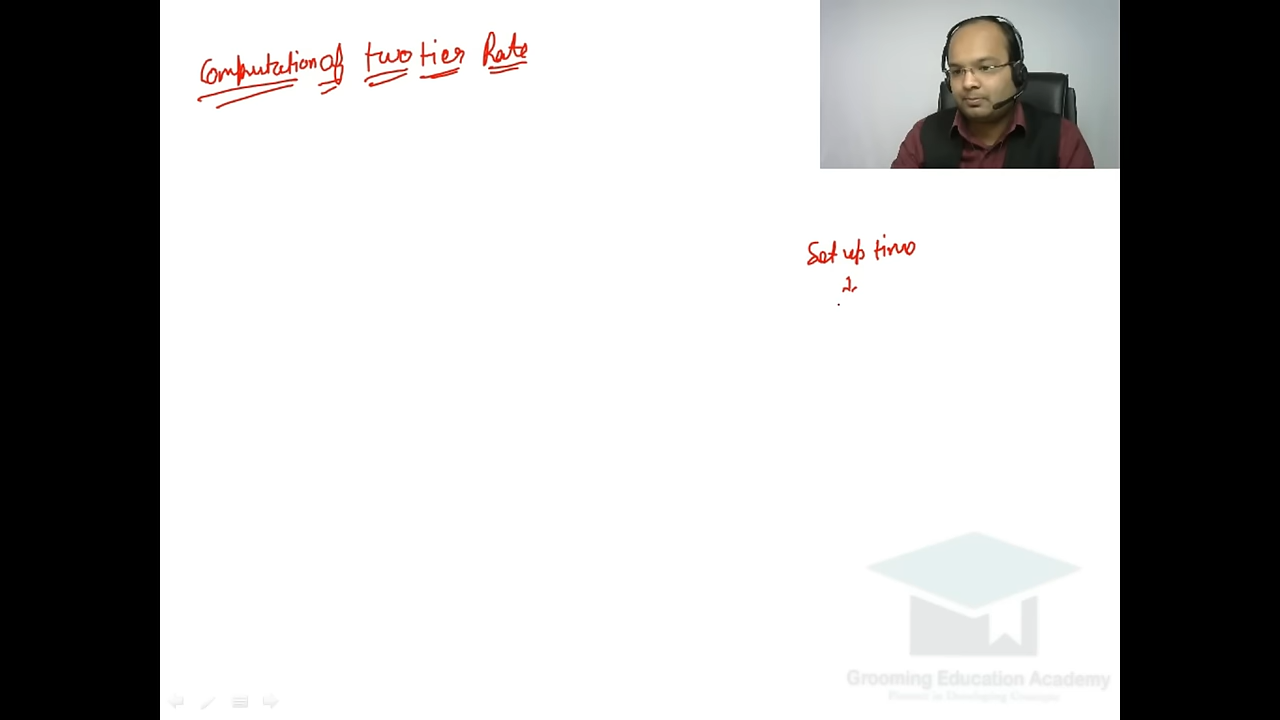 Computation of two tier Rate
Set up time
Grooming Education Academy